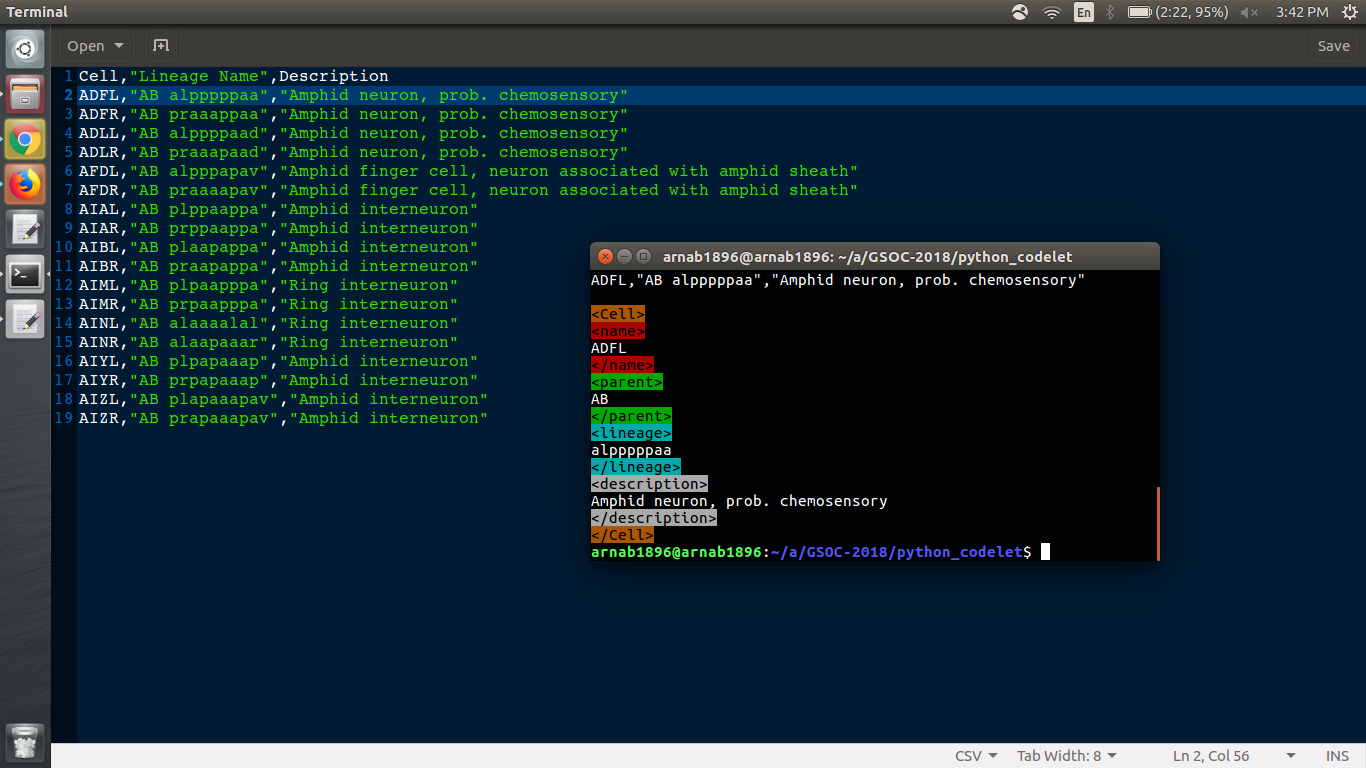 Terminal
En
(2:22, 95%)
3:42 PM
Open
Save
1 Cell,"Lineage Name",Description
2 ADFL,"AB alpppppaa","Amphid neuron, prob. chemosensory"
3 ADFR,"AB praaappaa","Amphid neuron, prob. chemosensory"
4 ADLL,"AB alppppaad","Amphid neuron, prob. chemosensory"
5 ADLR,"AB praaapaad","Amphid neuron, prob. chemosensory"
6 AFDL,"AB alpppapav","Amphid finger cell, neuron associated with amphid sheath"
7 AFDR,"AB praaaapav","Amphid finger cell, neuron associated with amphid sheath"
8 AIAL,"AB plppaappa","Amphid interneuron"
9 AIAR,"AB prppaappa","Amphid interneuron"
10 AIBL,"AB plaapappa","Amphid interneuron"
11 AIBR,"AB praapappa","Amphid interneuron"
12 AIML,"AB plpaapppa","Ring interneuron"
13 AIMR,"AB prpaapppa","Ring interneuron"
14 AINL,"AB alaaaalal","Ring interneuron"
15 AINR,"AB alaapaaar","Ring interneuron"
16 AIYL,"AB plpapaaap","Amphid interneuron"
17 AIYR,"AB prpapaaap","Amphid interneuron"
18 AIZL,"AB plapaaapav","Amphid interneuron"
19 AIZR,"AB prapaaapav","Amphid interneuron"
arnab1896@arnab1896: ~/a/GSOC-2018/python_codelet
ADFL,"AB alpppppaa","Amphid neuron, prob. chemosensory"
<Cell>
<name>
ADFL
</name>
<parent>
AB
</parent>
<lineage>
alpppppaa
</lineage>
<description>
Amphid neuron, prob. chemosensory
</description>
</Cell>
arnab1896@arnab1896:~/a/GSOC-2018/python_codelet$
CSV
Tab Width: 8
Ln 2, Col 56
INS